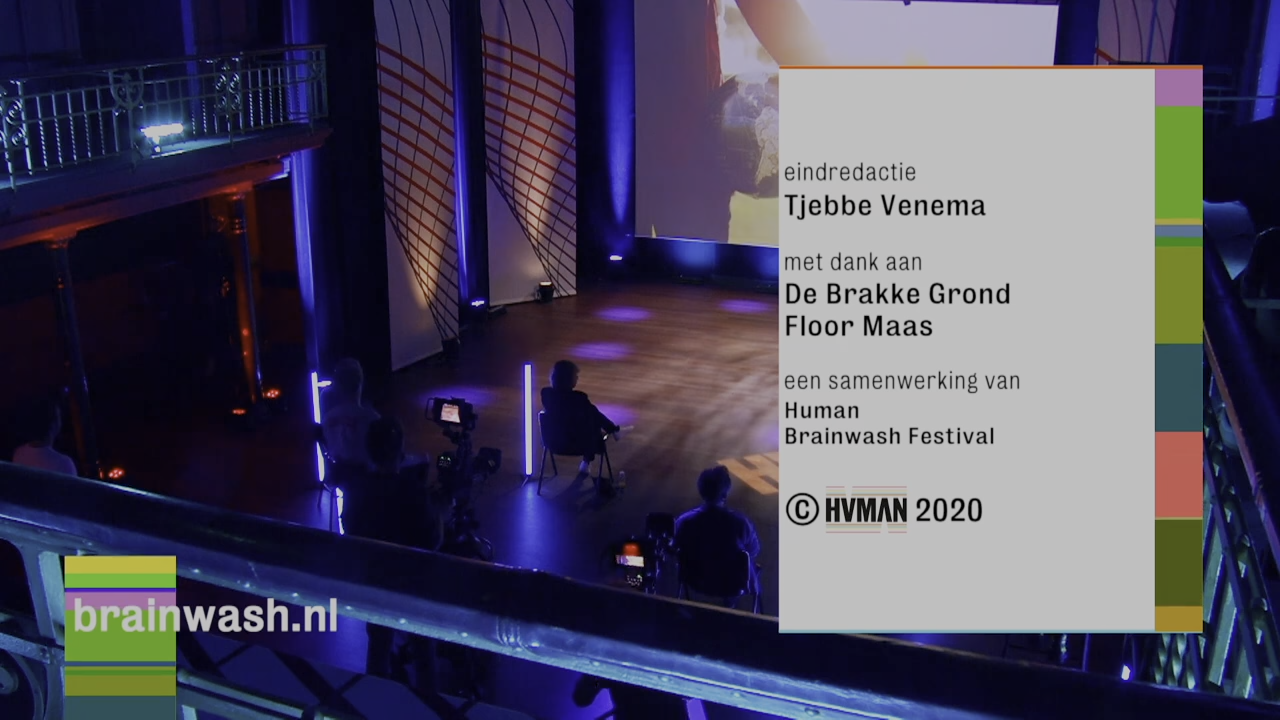 eindredactie
Tjebbe Venema
met dank aan
De Brakke Grond
Floor Maas
een samenwerking van
Human
Brainwash Festival
© HVMAN 2020
brainwash.nl